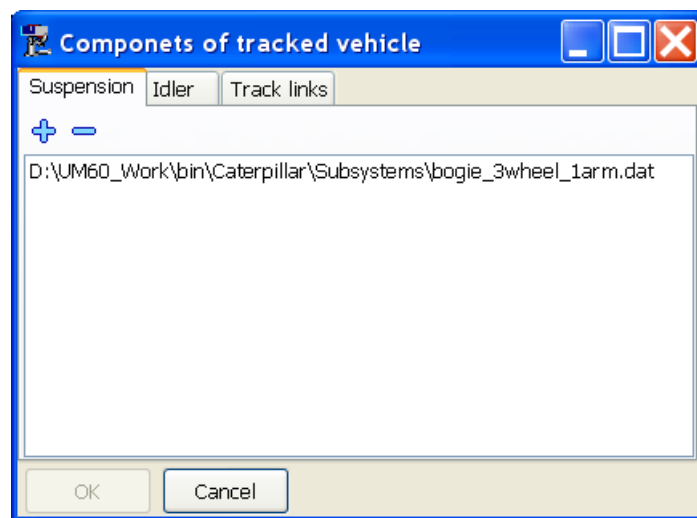 Componets of tracked vehicle
Suspension Idler Track links
D:\UM60_Work\bin\Caterpillar\Subsystems\bogie_3wheel_1arm.dat
OK Cancel